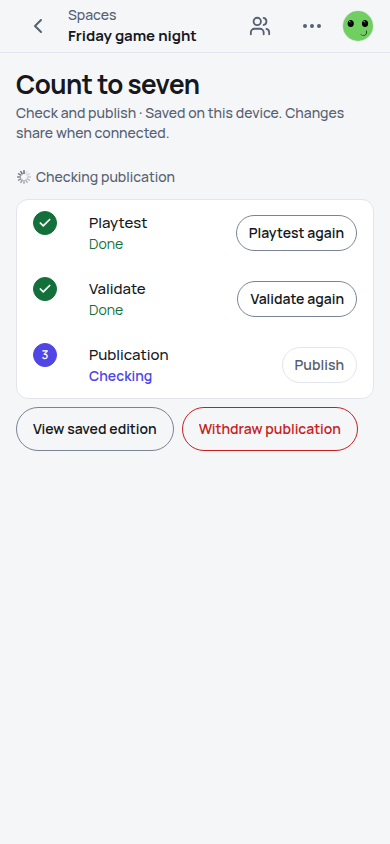 Spaces
Friday game night
Count to seven
Check and publish · Saved on this device. Changes
share when connected.
Checking publication
Playtest
Done
Playtest again
Validate
Done
Validate again
3
Publication
Checking
Publish
View saved edition
Withdraw publication